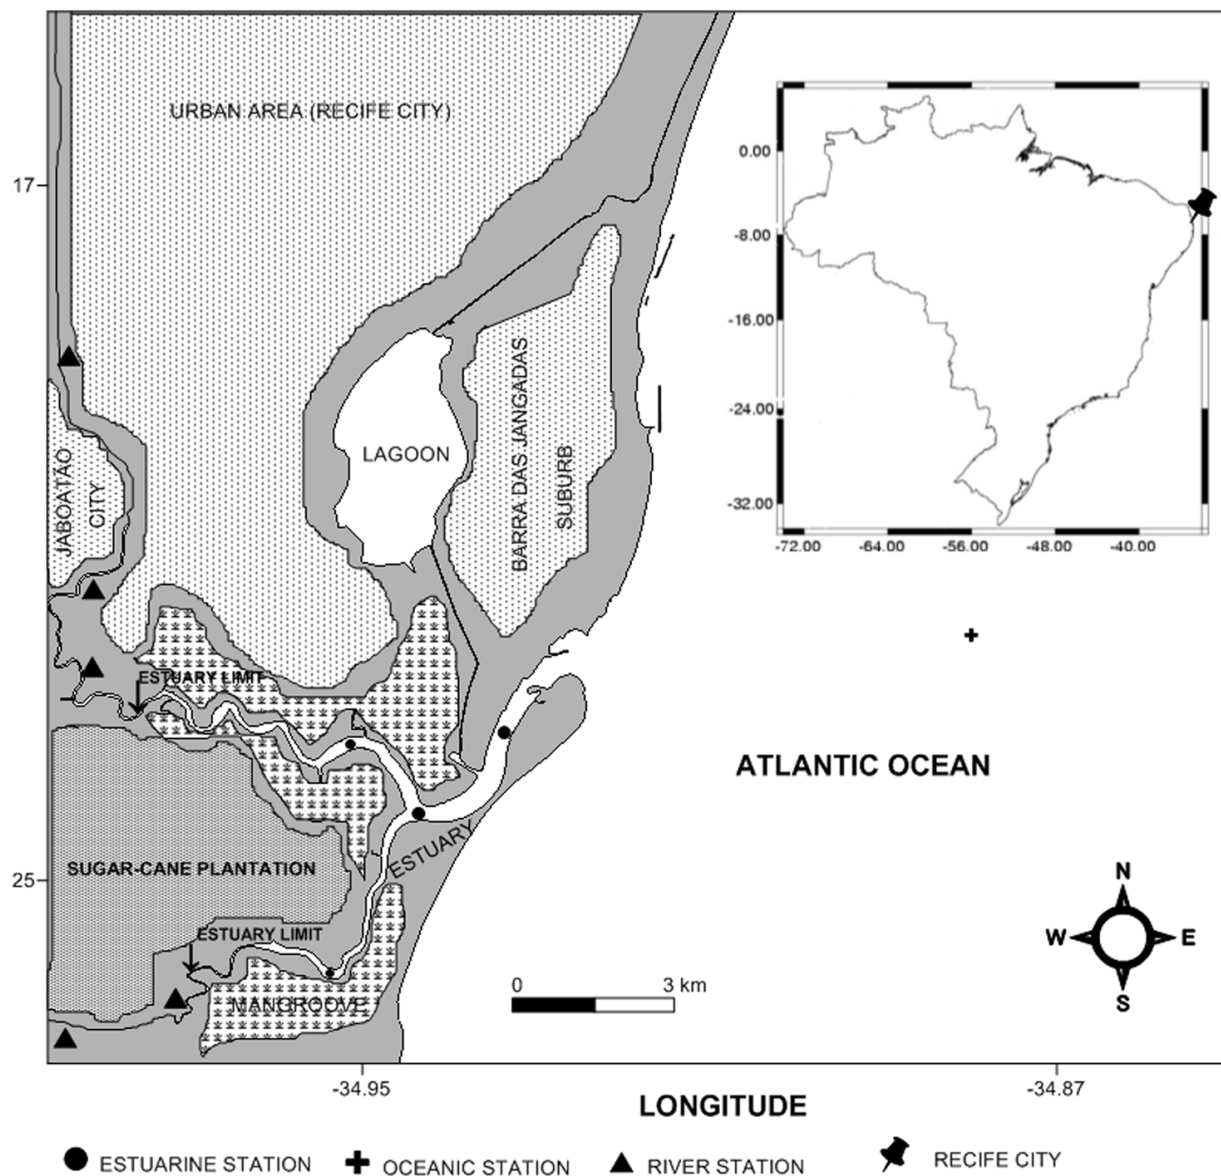 URBAN AREA (RECIFE CITY)
17
0.00
-8.00
-16.00
-24.00
-32.00
-72.00 -64.00 -56.00 -48.00 -40.00
LAGOON
BARRA DAS JANGADAS
SUBURB
JABOATÃO
CITY
ESTUARY LIMIT
ATLANTIC OCEAN
ESTUARY
SUGAR-CANE PLANTATION
25
ESTUARY LIMIT
MANGROOVE
0 3 km
N
W E
S
-34.95 -34.87
LONGITUDE
ESTUARINE STATION OCEANIC STATION RIVER STATION RECIFE CITY